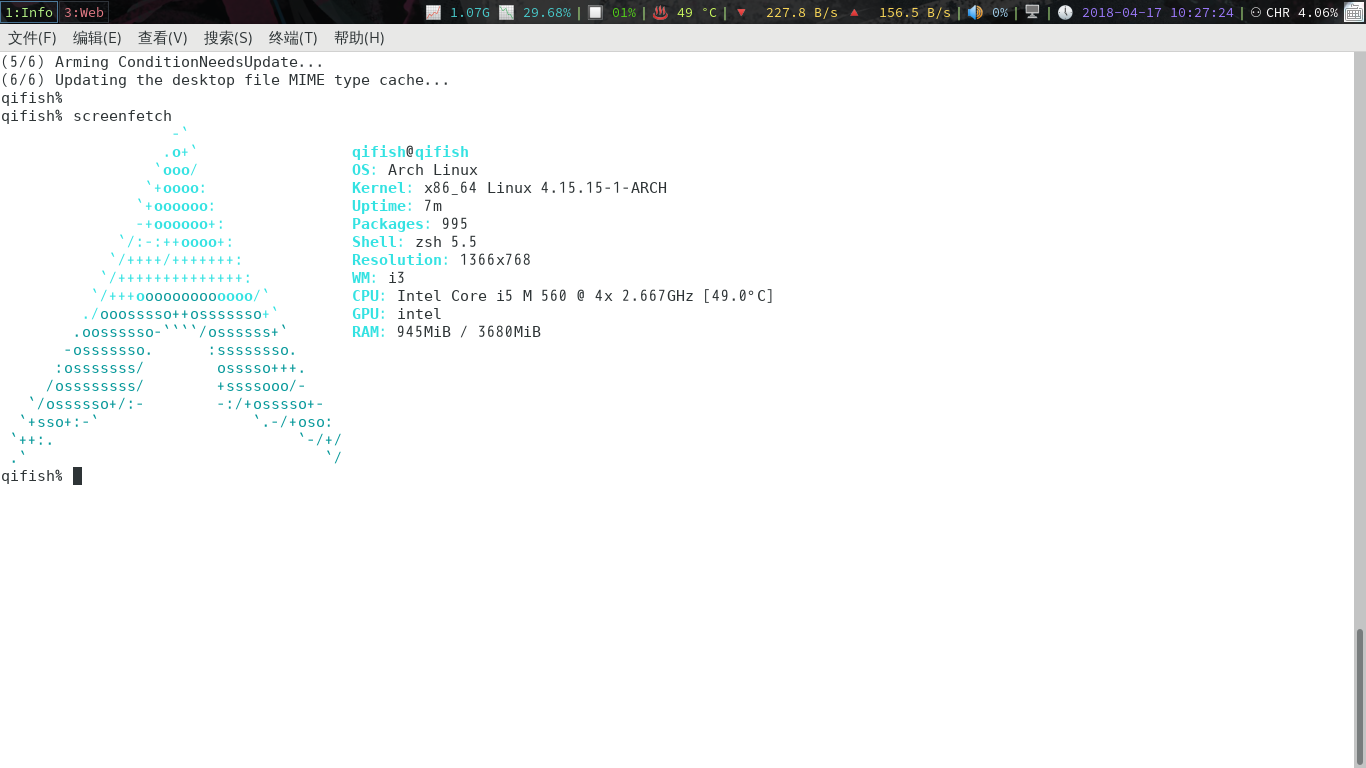 1:Info 3:Web 1.07G 29.68% | 01% | 49 °C | 227.8 B/s 156.5 B/s | 0% | | 2018-04-17 10:27:24 | CHR 4.06%
文件(F) 编辑(E) 查看(V) 搜索(S) 终端(T) 帮助(H)
(5/6) Arming ConditionNeedsUpdate...
(6/6) Updating the desktop file MIME type cache...
qifish%
qifish% screenfetch
                   -`
                  .o+`                 qifish@qifish
                 `ooo/                 OS: Arch Linux
                `+oooo:                Kernel: x86_64 Linux 4.15.15-1-ARCH
               `+oooooo:               Uptime: 7m
               -+oooooo+:              Packages: 995
             `/:-:++oooo+:             Shell: zsh 5.5
            `/++++/+++++++:            Resolution: 1366x768
           `/++++++++++++++:           WM: i3
          `/+++ooooooooooooo/`         CPU: Intel Core i5 M 560 @ 4x 2.667GHz [49.0°C]
         ./ooosssso++osssssso+`        GPU: intel
        .oossssso-````/ossssss+`       RAM: 945MiB / 3680MiB
       -osssssso.      :ssssssso.
      :osssssss/        osssso+++.
     /ossssssss/        +ssssooo/-
   `/ossssso+/:-        -:/+osssso+-
  `+sso+:-`                 `.-/+oso:
 `++:.                           `-/+/
 .`                                 `/
qifish%